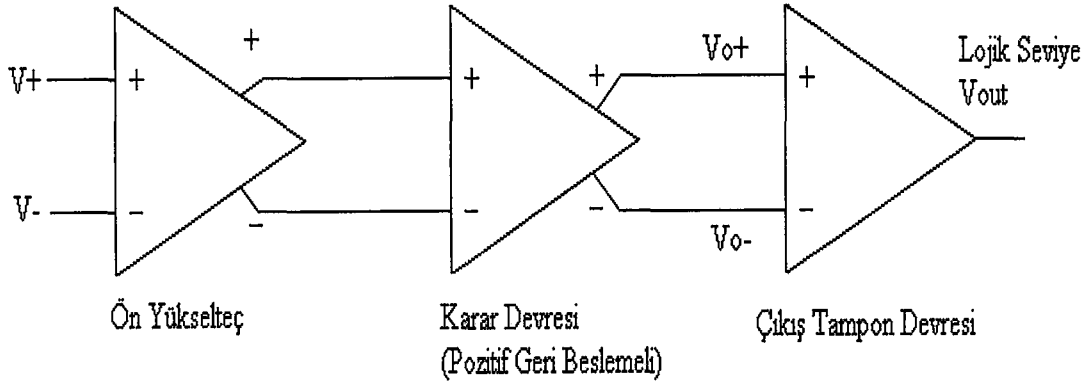 V+
V-
+
-
+
-
+
-
+
-
Vo+
Vo-
+
-
Lojik Seviye
Vout
Ön Yükselteç
Karar Devresi
(Pozitif Geri Beslemeli)
Çıkış Tampon Devresi